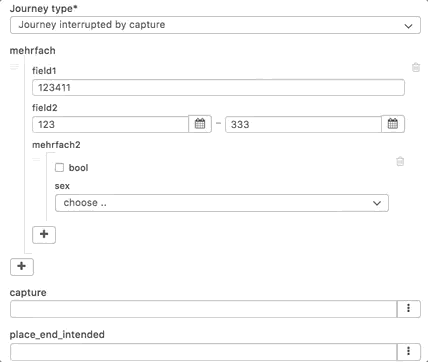 Journey type*
Journey interrupted by capture
mehrfach
field1
123411
field2
123 – 333
mehrfach2
bool
sex
choose ..
+
+
capture
place_end_intended